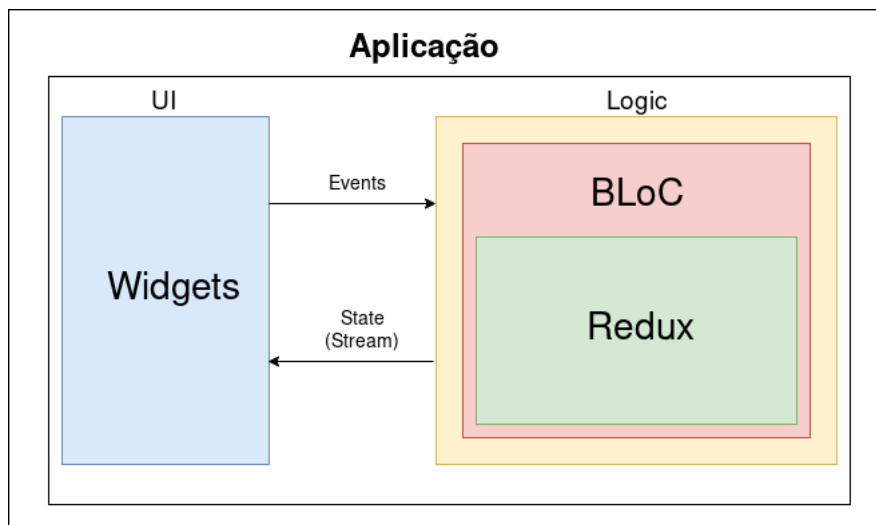 Aplicação
UI
Logic
Events
BLoC
Widgets
State
(Stream)
Redux